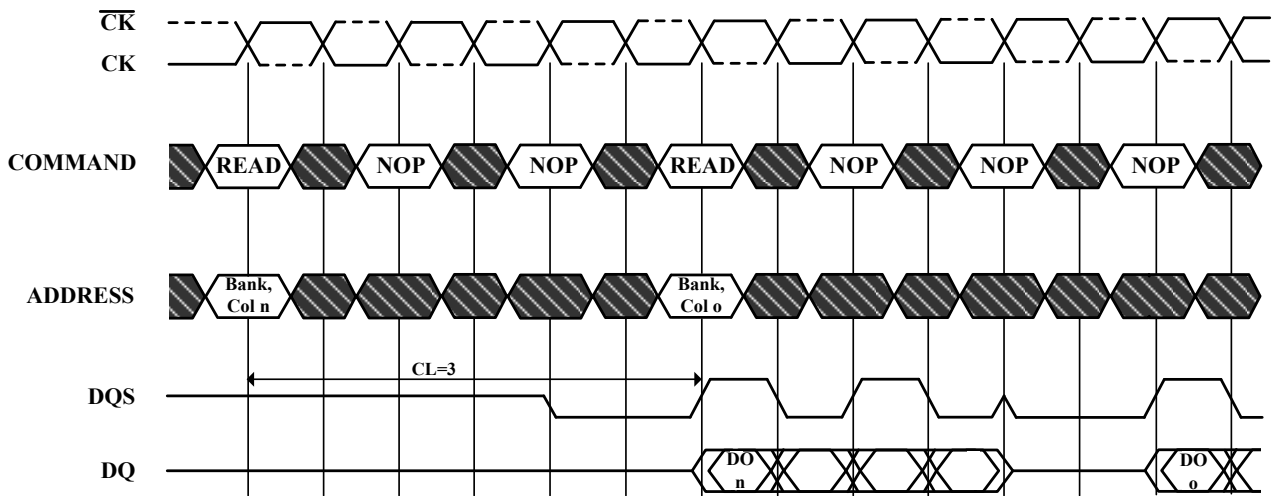 CK
CK
COMMAND READ NOP NOP READ NOP NOP NOP
ADDRESS Bank, Col n Bank, Col o
CL=3
DQS
DQ DO n DO o